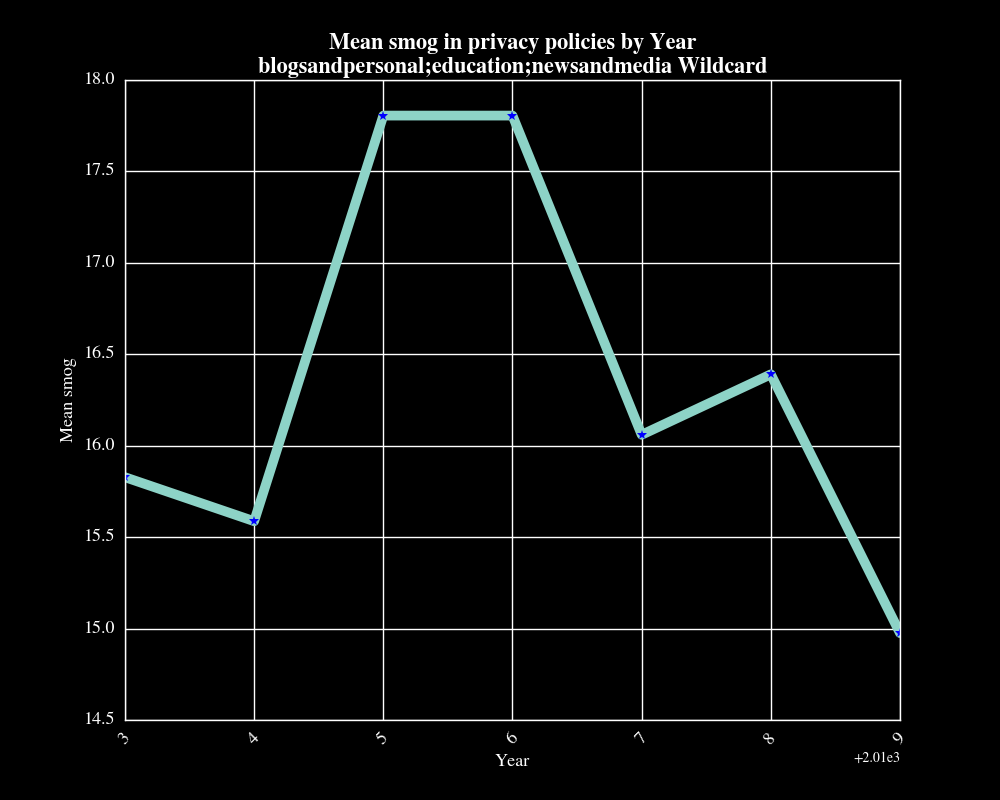 Mean smog in privacy policies by Year
blogsandpersonal;education;newsandmedia Wildcard
18.0
17.5
17.0
16.5
16.0
15.5
15.0
14.5
Mean smog
3 4 5 6 7 8 9
Year
+2.01e3